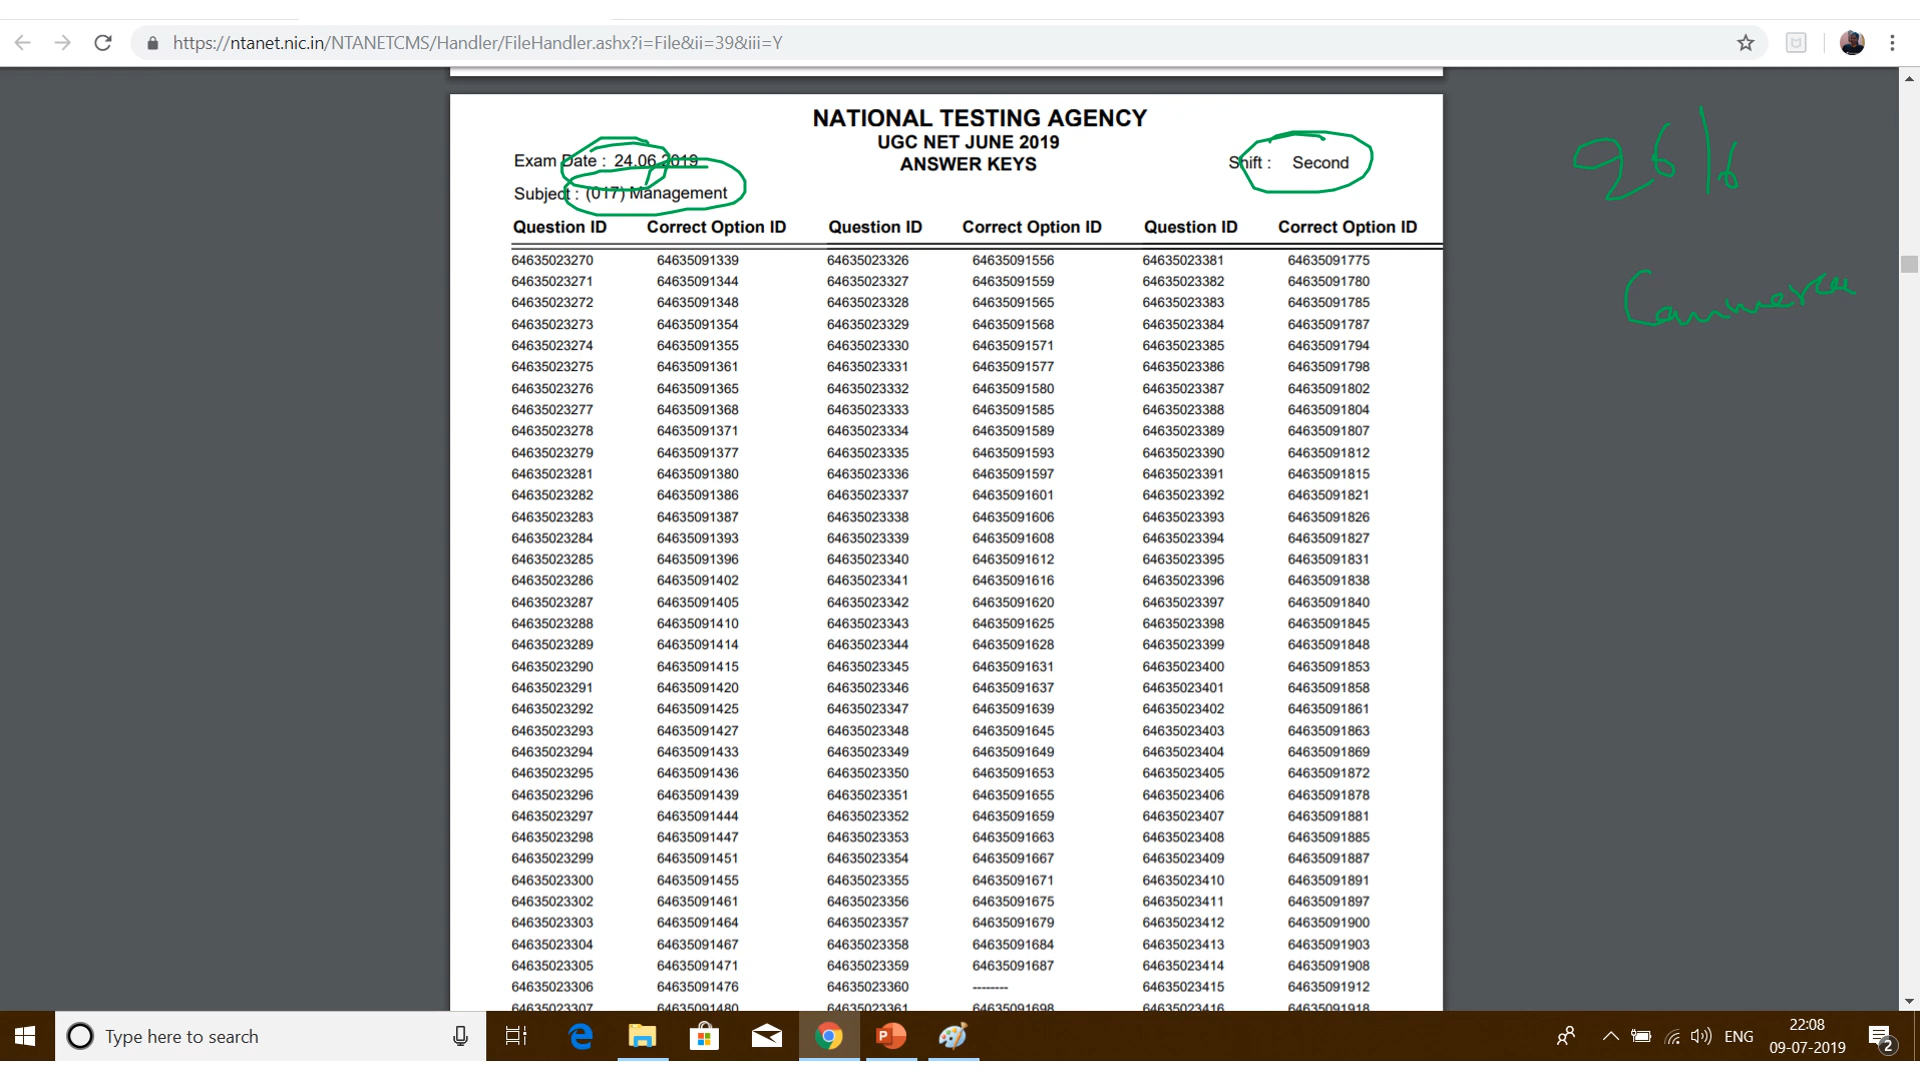 https://ntanet.nic.in/NTANETCMS/Handler/FileHandler.ashx?i=File&ii=39&iii=Y
NATIONAL TESTING AGENCY
UGC NET JUNE 2019
Exam Date : 24.06.2019 ANSWER KEYS Shift : Second
26/6
Subject : (017) Management
Question ID Correct Option ID Question ID Correct Option ID Question ID Correct Option ID
64635023270 64635091339 64635023326 64635091556 64635023381 64635091775
64635023271 64635091344 64635023327 64635091559 64635023382 64635091780
64635023272 64635091348 64635023328 64635091565 64635023383 64635091785
64635023273 64635091354 64635023329 64635091568 64635023384 64635091787
64635023274 64635091355 64635023330 64635091571 64635023385 64635091794
64635023275 64635091361 64635023331 64635091577 64635023386 64635091798
64635023276 64635091365 64635023332 64635091580 64635023387 64635091802
64635023277 64635091368 64635023333 64635091585 64635023388 64635091804
64635023278 64635091371 64635023334 64635091589 64635023389 64635091807
64635023279 64635091377 64635023335 64635091593 64635023390 64635091812
64635023281 64635091380 64635023336 64635091597 64635023391 64635091815
64635023282 64635091386 64635023337 64635091601 64635023392 64635091821
64635023283 64635091387 64635023338 64635091606 64635023393 64635091826
64635023284 64635091393 64635023339 64635091608 64635023394 64635091827
64635023285 64635091396 64635023340 64635091612 64635023395 64635091831
64635023286 64635091402 64635023341 64635091616 64635023396 64635091838
64635023287 64635091405 64635023342 64635091620 64635023397 64635091840
64635023288 64635091410 64635023343 64635091625 64635023398 64635091845
64635023289 64635091414 64635023344 64635091628 64635023399 64635091848
64635023290 64635091415 64635023345 64635091631 64635023400 64635091853
64635023291 64635091420 64635023346 64635091637 64635023401 64635091858
64635023292 64635091425 64635023347 64635091639 64635023402 64635091861
64635023293 64635091427 64635023348 64635091645 64635023403 64635091863
64635023294 64635091433 64635023349 64635091649 64635023404 64635091869
64635023295 64635091436 64635023350 64635091653 64635023405 64635091872
64635023296 64635091439 64635023351 64635091655 64635023406 64635091878
64635023297 64635091444 64635023352 64635091659 64635023407 64635091881
64635023298 64635091447 64635023353 64635091663 64635023408 64635091885
64635023299 64635091451 64635023354 64635091667 64635023409 64635091887
64635023300 64635091455 64635023355 64635091671 64635023410 64635091891
64635023302 64635091461 64635023356 64635091675 64635023411 64635091897
64635023303 64635091464 64635023357 64635091679 64635023412 64635091900
64635023304 64635091467 64635023358 64635091684 64635023413 64635091903
64635023305 64635091471 64635023359 64635091687 64635023414 64635091908
64635023306 64635091476 64635023360 -------- 64635023415 64635091912
64635023307 64635091480 64635023361 64635091698 64635023416 64635091918
Type here to search ENG 22:08
09-07-2019 2